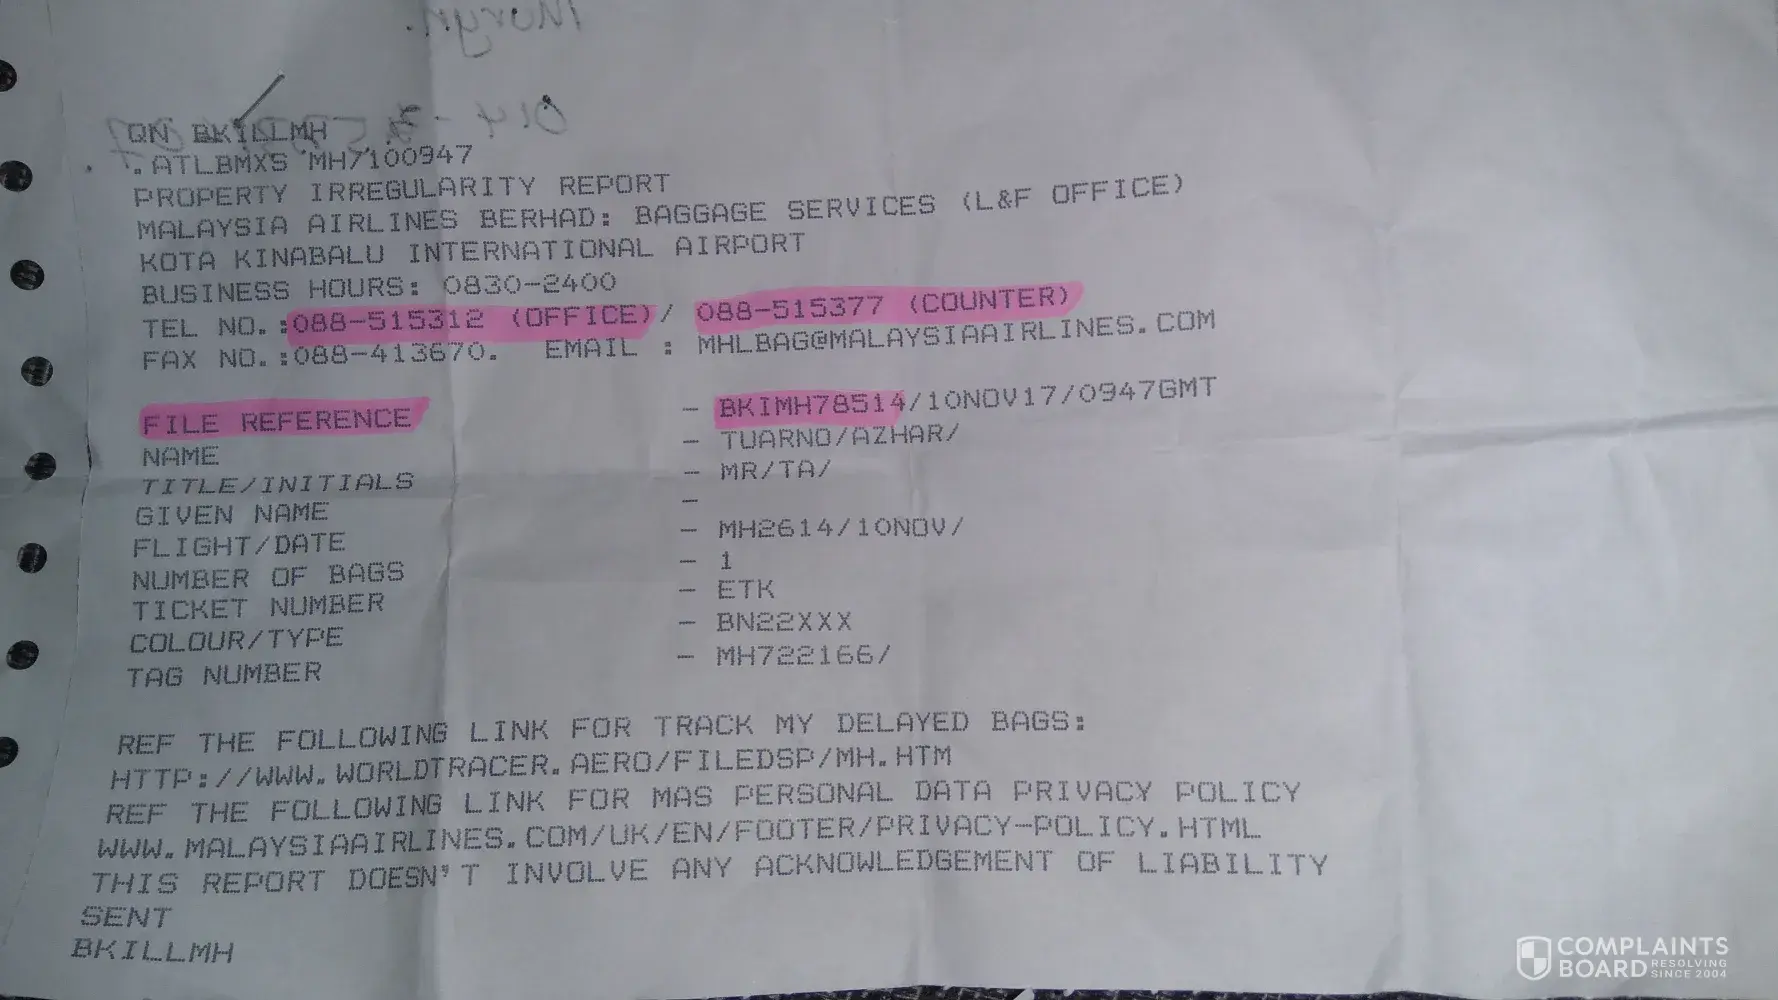 QN BKILLMH
.ATLBMXS MH/100947
PROPERTY IRREGULARITY REPORT
MALAYSIA AIRLINES BERHAD: BAGGAGE SERVICES (L&F OFFICE)
KOTA KINABALU INTERNATIONAL AIRPORT
BUSINESS HOURS: 0830-2400
TEL NO.:088-515312 (OFFICE)/ 088-515377 (COUNTER)
FAX NO.:088-413670. EMAIL : MHLBAG@MALAYSIAAIRLINES.COM
FILE REFERENCE - BKIMH78514/10NOV17/0947GMT
NAME - TUARNO/AZHAR/
TITLE/INITIALS - MR/TA/
GIVEN NAME -
FLIGHT/DATE - MH2614/10NOV/
NUMBER OF BAGS - 1
TICKET NUMBER - ETK
COLOUR/TYPE - BN22XXX
TAG NUMBER - MH722166/
REF THE FOLLOWING LINK FOR TRACK MY DELAYED BAGS:
HTTP://WWW.WORLDTRACER.AERO/FILEDSP/MH.HTM
REF THE FOLLOWING LINK FOR MAS PERSONAL DATA PRIVACY POLICY
WWW.MALAYSIAAIRLINES.COM/UK/EN/FOOTER/PRIVACY-POLICY.HTML
THIS REPORT DOESN'T INVOLVE ANY ACKNOWLEDGEMENT OF LIABILITY
SENT
BKILLMH
COMPLAINTS
BOARD RESOLVING SINCE 2004